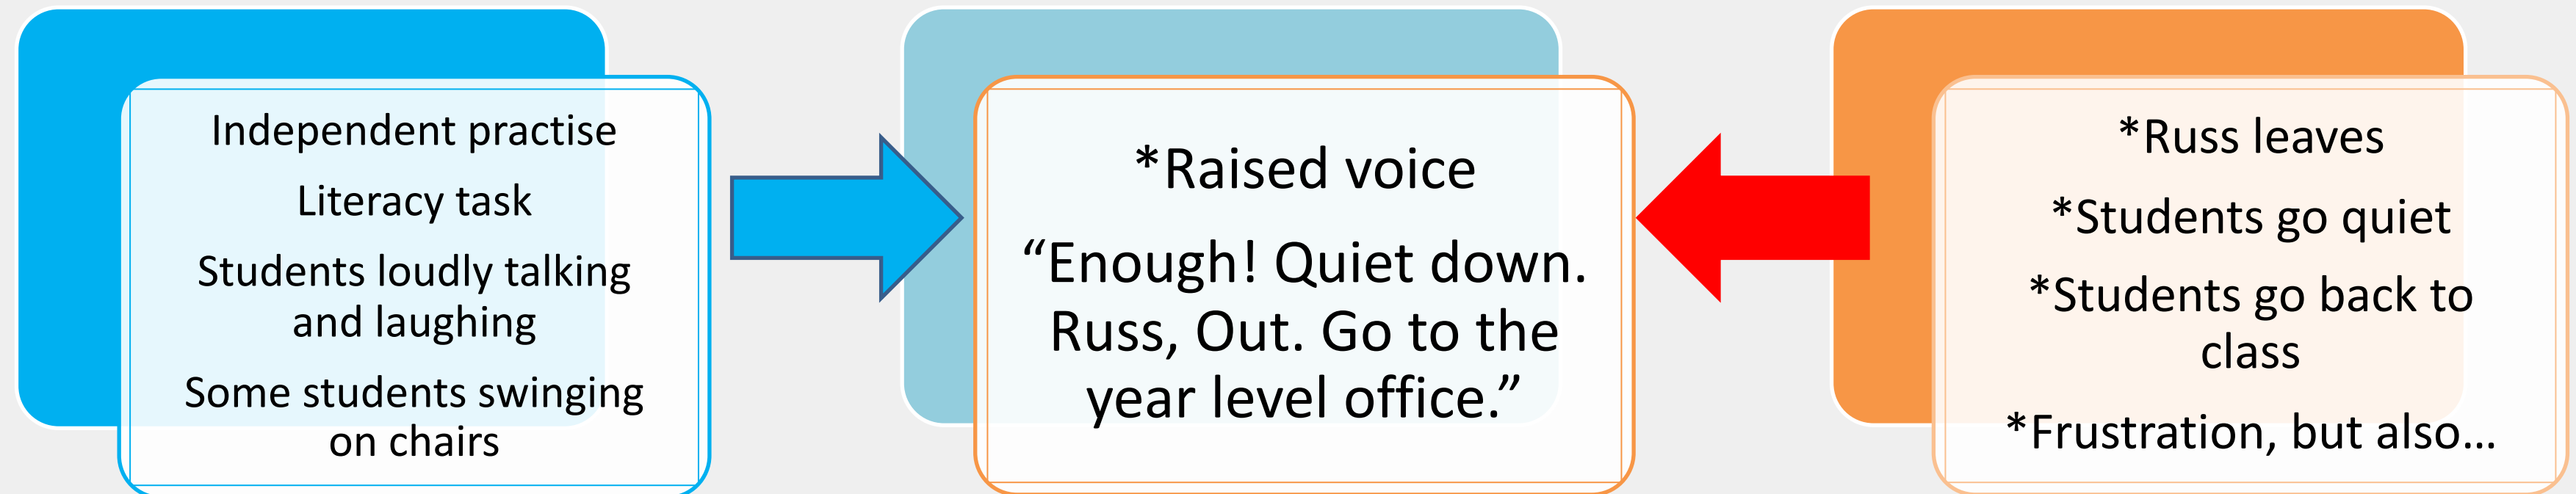 Independent practise
Literacy task
Students loudly talking
and laughing
Some students swinging
on chairs
*Raised voice
“Enough! Quiet down.
Russ, Out. Go to the
year level office.”
*Russ leaves
*Students go quiet
*Students go back to
class
*Frustration, but also…